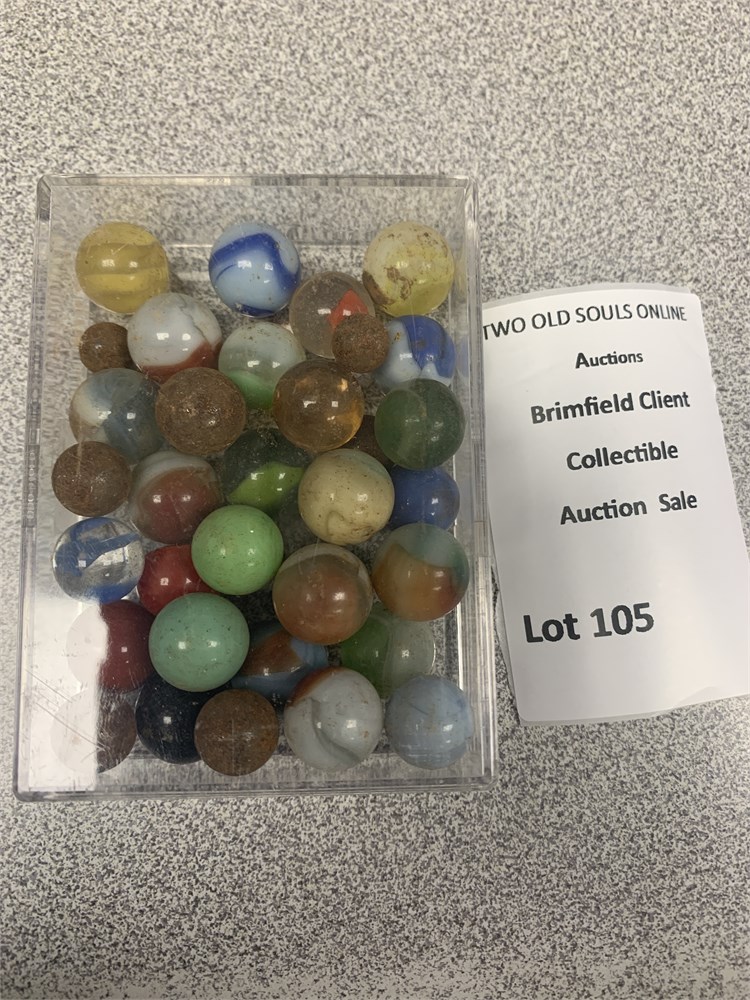 TWO OLD SOULS ONLINE
Auctions
Brimfield Client
Collectible
Auction Sale
Lot 105